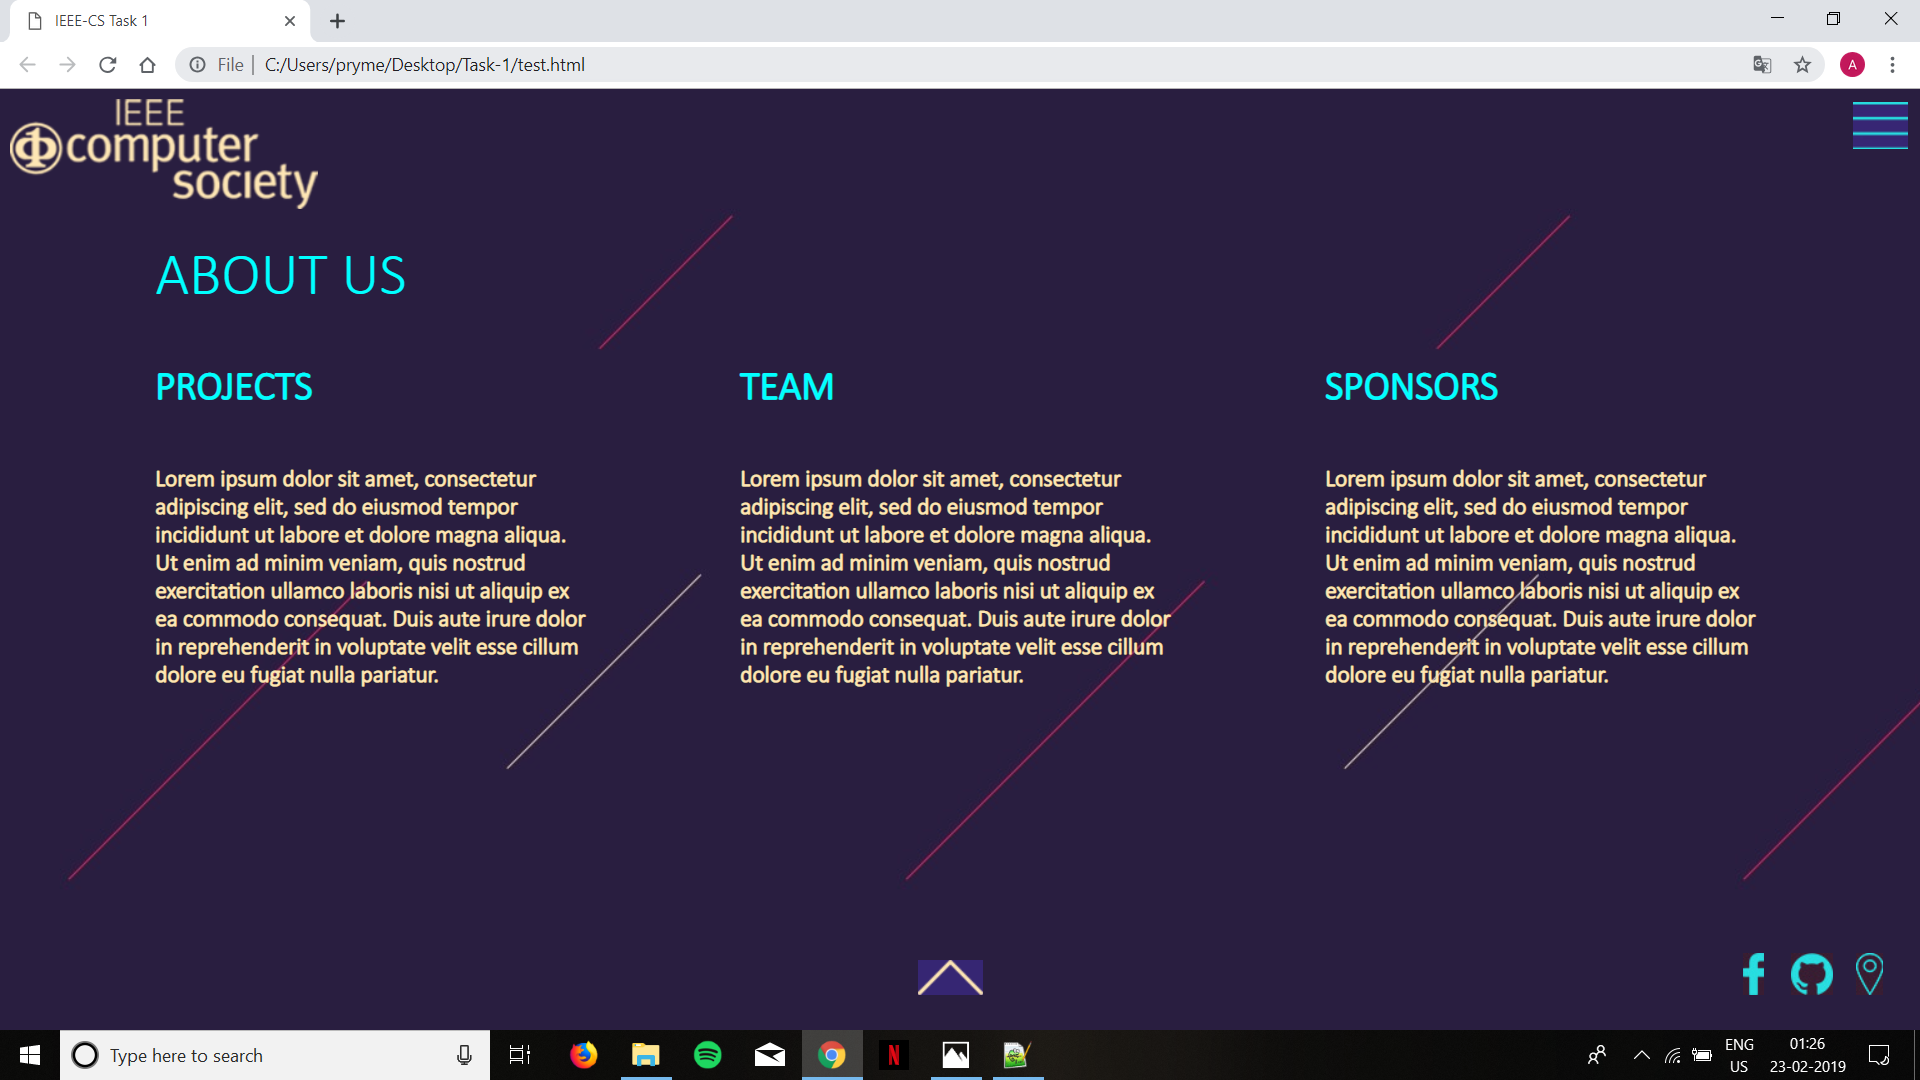 IEEE-CS Task 1
File | C:/Users/pryme/Desktop/Task-1/test.html
A
IEEE
computer
society
ABOUT US
PROJECTS
Lorem ipsum dolor sit amet, consectetur
adipiscing elit, sed do eiusmod tempor
incididunt ut labore et dolore magna aliqua.
Ut enim ad minim veniam, quis nostrud
exercitation ullamco laboris nisi ut aliquip ex
ea commodo consequat. Duis aute irure dolor
in reprehenderit in voluptate velit esse cillum
dolore eu fugiat nulla pariatur.
TEAM
Lorem ipsum dolor sit amet, consectetur
adipiscing elit, sed do eiusmod tempor
incididunt ut labore et dolore magna aliqua.
Ut enim ad minim veniam, quis nostrud
exercitation ullamco laboris nisi ut aliquip ex
ea commodo consequat. Duis aute irure dolor
in reprehenderit in voluptate velit esse cillum
dolore eu fugiat nulla pariatur.
SPONSORS
Lorem ipsum dolor sit amet, consectetur
adipiscing elit, sed do eiusmod tempor
incididunt ut labore et dolore magna aliqua.
Ut enim ad minim veniam, quis nostrud
exercitation ullamco laboris nisi ut aliquip ex
ea commodo consequat. Duis aute irure dolor
in reprehenderit in voluptate velit esse cillum
dolore eu fugiat nulla pariatur.
Type here to search
N
ENG
US
01:26
23-02-2019